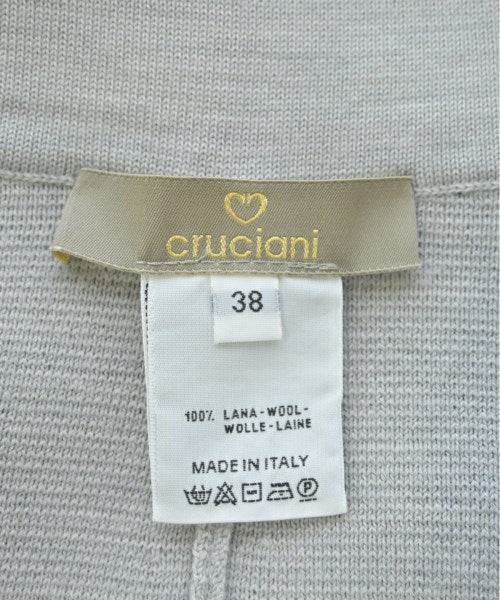 cruciani
38
100% LANA-WOOL-
WOLLE-LAINE
MADE IN ITALY
P